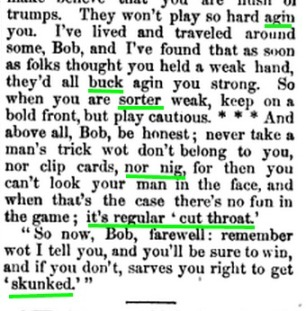 make believe that you are flush of
trumps. They won't play so hard agin
you. I've lived and traveled around
some, Bob, and I've found that as soon
as folks thought you held a weak hand,
they'd all buck agin you strong. So
when you are sorter weak, keep on a
bold front, but play cautious. * * * And
above all, Bob, be honest; never take a
man's trick wot don't belong to you,
nor clip cards, nor nig, for then you
can't look your man in the face, and
when that's the case there's no fun in
the game; it's regular 'cut throat.'
"So now, Bob, farewell: remember
wot I tell you, and you'll be sure to win,
and if you don't, sarves you right to get
'skunked.'"